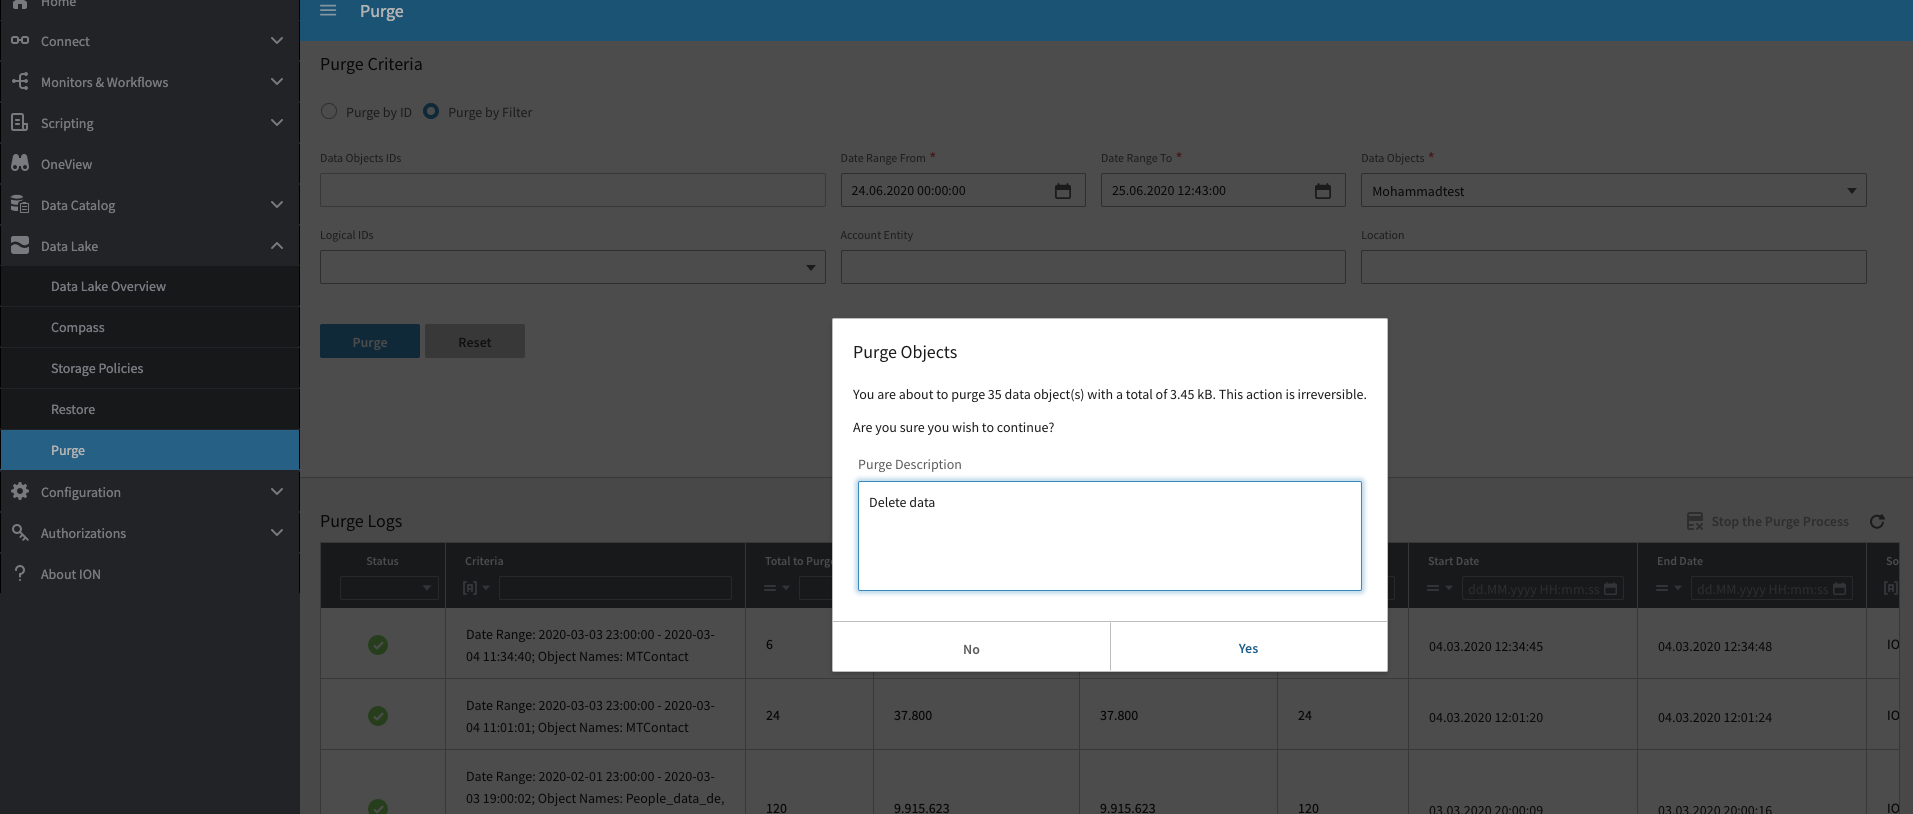 Home
Connect
Monitors & Workflows
Scripting
OneView
Data Catalog
Data Lake
Data Lake Overview
Compass
Storage Policies
Restore
Purge
Configuration
Authorizations
? About ION
Purge
Purge Criteria
Purge by ID Purge by Filter
Data Objects IDs Date Range From * Date Range To * Data Objects *
24.06.2020 00:00:00 25.06.2020 12:43:00 Mohammadtest
Logical IDs Account Entity Location
Purge Reset
Purge Objects
You are about to purge 35 data object(s) with a total of 3.45 kB. This action is irreversible.
Are you sure you wish to continue?
Purge Description
Delete data
No Yes
Purge Logs Stop the Purge Process
Status Criteria Total to Purg Start Date End Date So
[R] = = dd.MM.yyyy HH:mm:ss = dd.MM.yyyy HH:mm:ss [R]
Date Range: 2020-03-03 23:00:00 - 2020-03-
04 11:34:40; Object Names: MTContact
6 04.03.2020 12:34:45 04.03.2020 12:34:48 IO
Date Range: 2020-03-03 23:00:00 - 2020-03-
04 11:01:01; Object Names: MTContact
24 37.800 37.800 24 04.03.2020 12:01:20 04.03.2020 12:01:24 IO
Date Range: 2020-02-01 23:00:00 - 2020-03-
03 19:00:02; Object Names: People_data_de,
120 9.915.623 9.915.623 120 03.03.2020 20:00:09 03.03.2020 20:00:16 IO